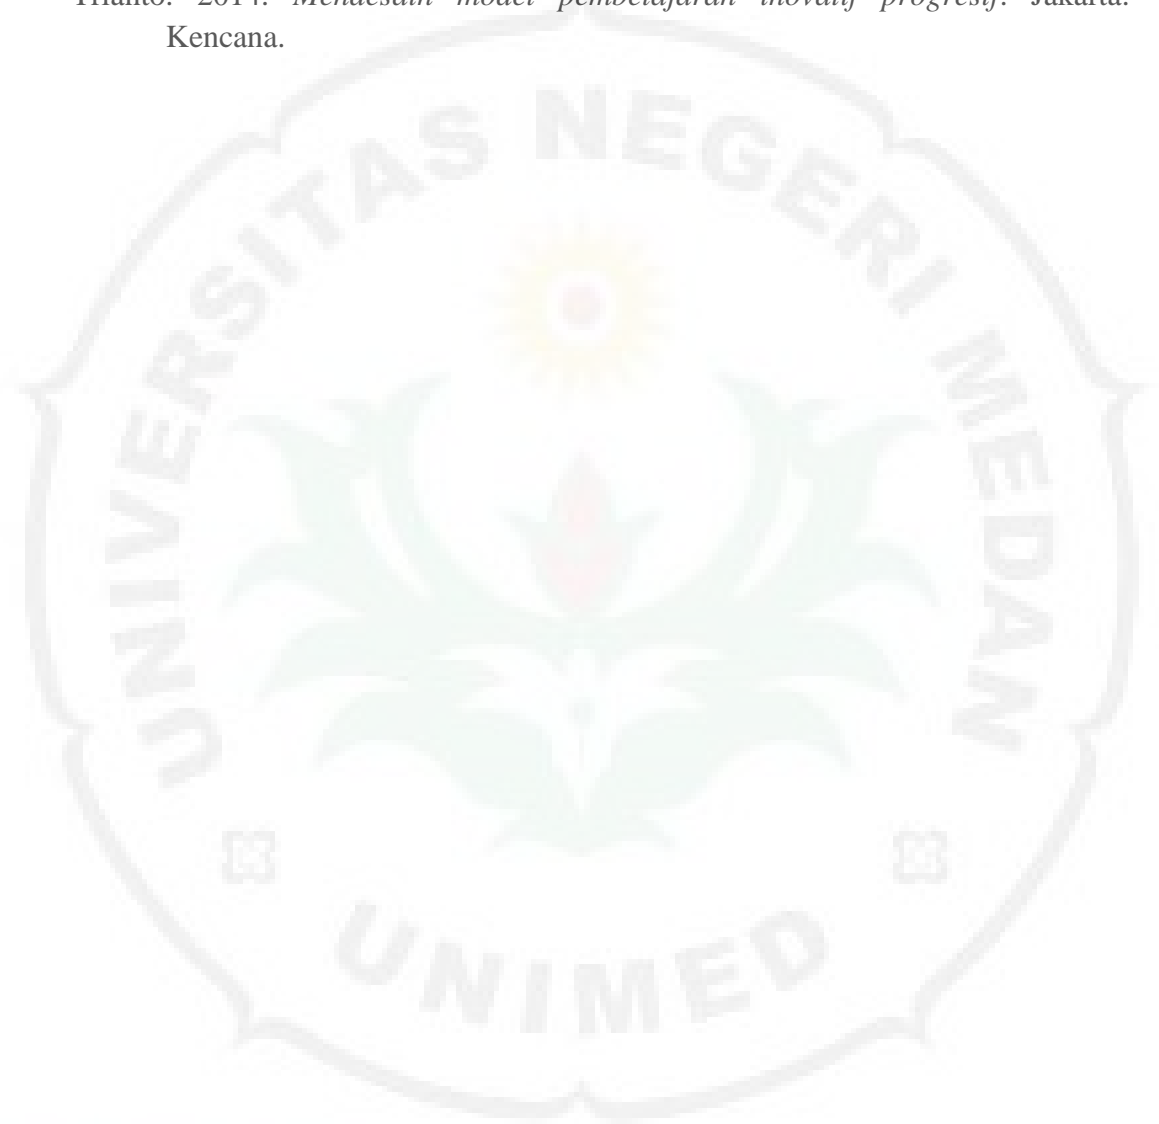 Trianto. 2014. Mendesain model pembelajaran inovatif progresif. Jakarta:
Kencana.
UNIVERSITAS NEGERI MEDAN
UNIMED